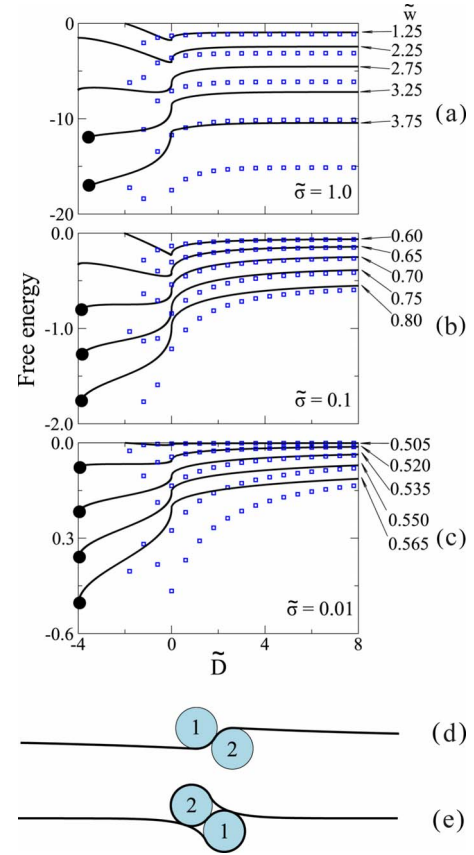 w̃
0
1.25
2.25
2.75
-10
3.25
(a)
3.75
σ̃ = 1.0
-20
0.0
0.60
0.65
0.70
-1.0
0.75
(b)
0.80
Free energy
σ̃ = 0.1
-2.0
0.0
0.505
0.520
0.535
0.3
0.550
(c)
0.565
σ̃ = 0.01
-0.6
-4 0 4 8
D̃
1
2
(d)
2
1
(e)